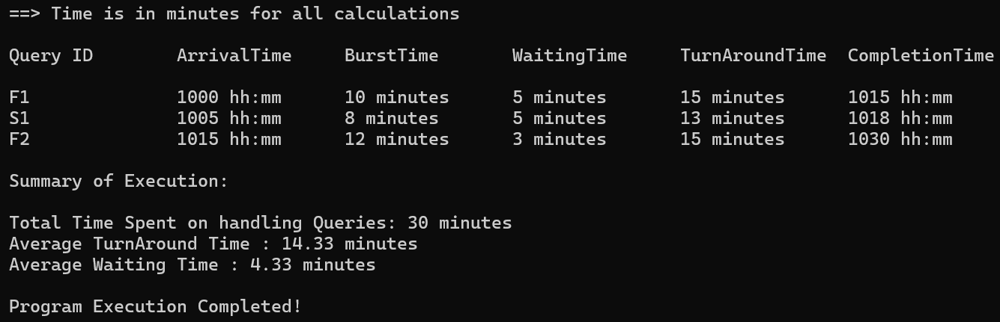 ==> Time is in minutes for all calculations
Query ID ArrivalTime BurstTime WaitingTime TurnAroundTime CompletionTime
F1 1000 hh:mm 10 minutes 5 minutes 15 minutes 1015 hh:mm
S1 1005 hh:mm 8 minutes 5 minutes 13 minutes 1018 hh:mm
F2 1015 hh:mm 12 minutes 3 minutes 15 minutes 1030 hh:mm
Summary of Execution:
Total Time Spent on handling Queries: 30 minutes
Average TurnAround Time : 14.33 minutes
Average Waiting Time : 4.33 minutes
Program Execution Completed!